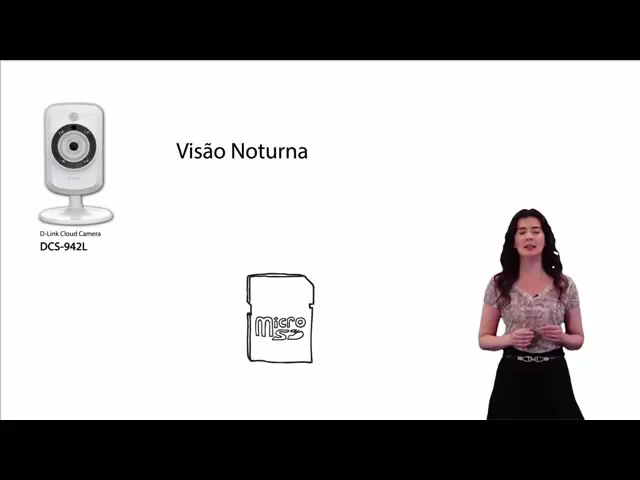 Visão Noturna
D-Link Cloud Camera
DCS-942L
micro
SD